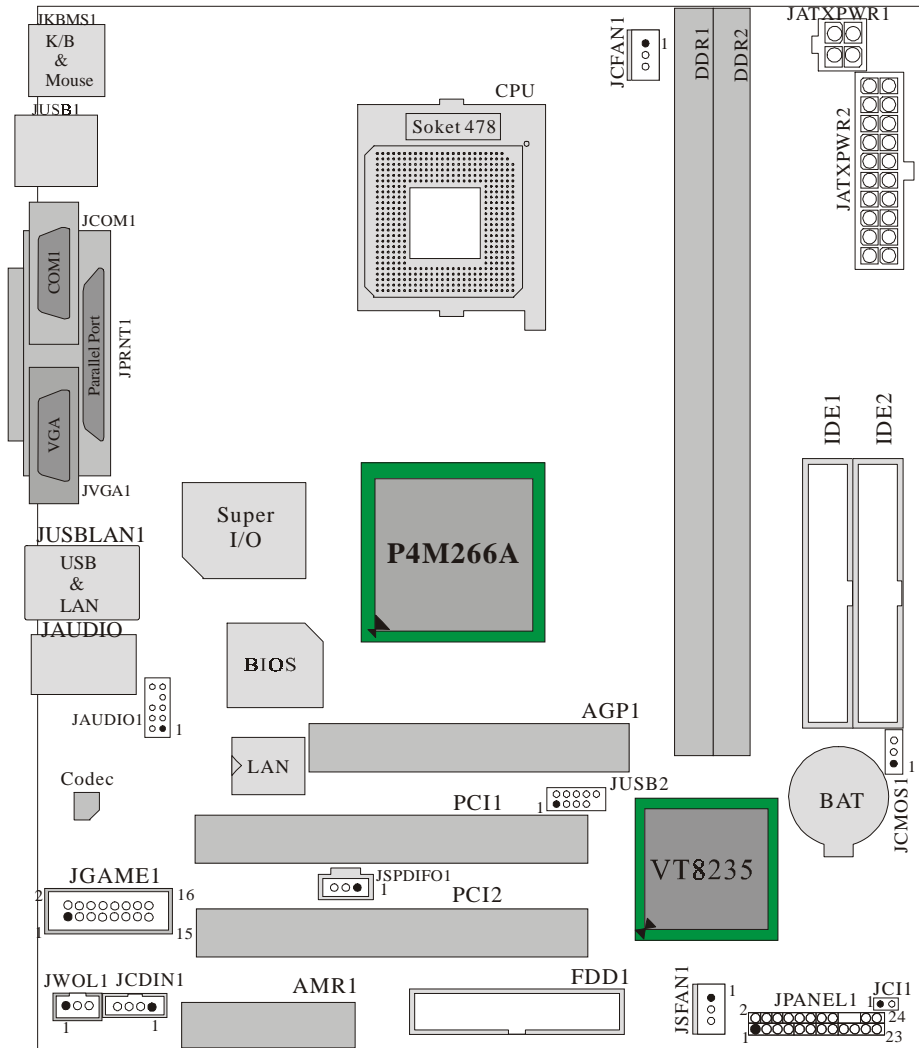 JKBMS1
K/B
&
Mouse
JUSB1
JCOM1
COM1
Parallel Port
JPRNT1
VGA
JVGA1
JUSBLAN1
USB
&
LAN
JAUDIO
JAUDIO1
1
Codec
CPU
Soket 478
JCFAN1
1
DDR1
DDR2
JATXPWR1
JATXPWR2
IDE1
IDE2
Super
I/O
P4M266A
BIOS
LAN
AGP1
JUSB2
1
PCI1
BAT
1
JCMOS1
VT8235
JGAME1
2
16
1
15
JSPDIFO1
1
PCI2
JWOL1
1
JCDIN1
1
AMR1
FDD1
JSFAN1
1
JPANEL1
2
24
1
23
JCI1
1